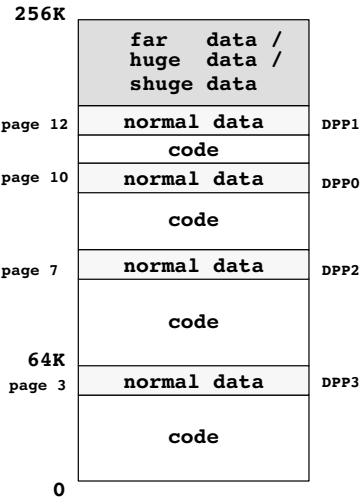 256K
far data /
huge data /
shuge data
page 12 normal data DPP1
code
page 10 normal data DPP0
code
page 7 normal data DPP2
code
64K
page 3 normal data DPP3
code
0